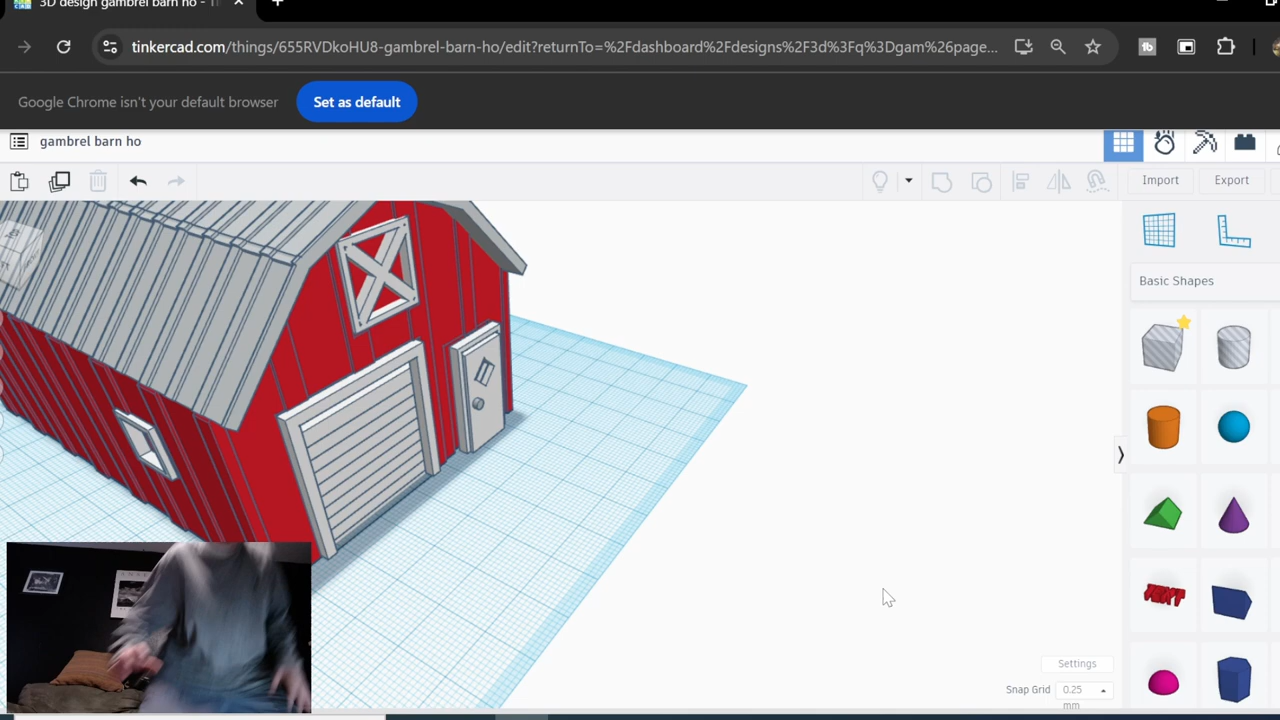 3D design gambrel barn ho - Ti
tinkercad.com/things/655RVDkoHU8-gambrel-barn-ho/edit?returnTo=%2Fdashboard%2Fdesigns%2F3d%3Fq%3Dgam%26page...
Google Chrome isn't your default browser
Set as default
gambrel barn ho
Import
Export
Basic Shapes
TEXT
Settings
Snap Grid
0.25
mm